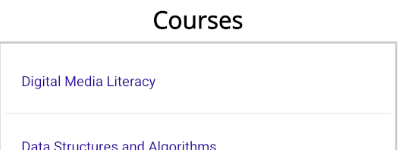 Courses
Digital Media Literacy
Data Structures and Algorithms